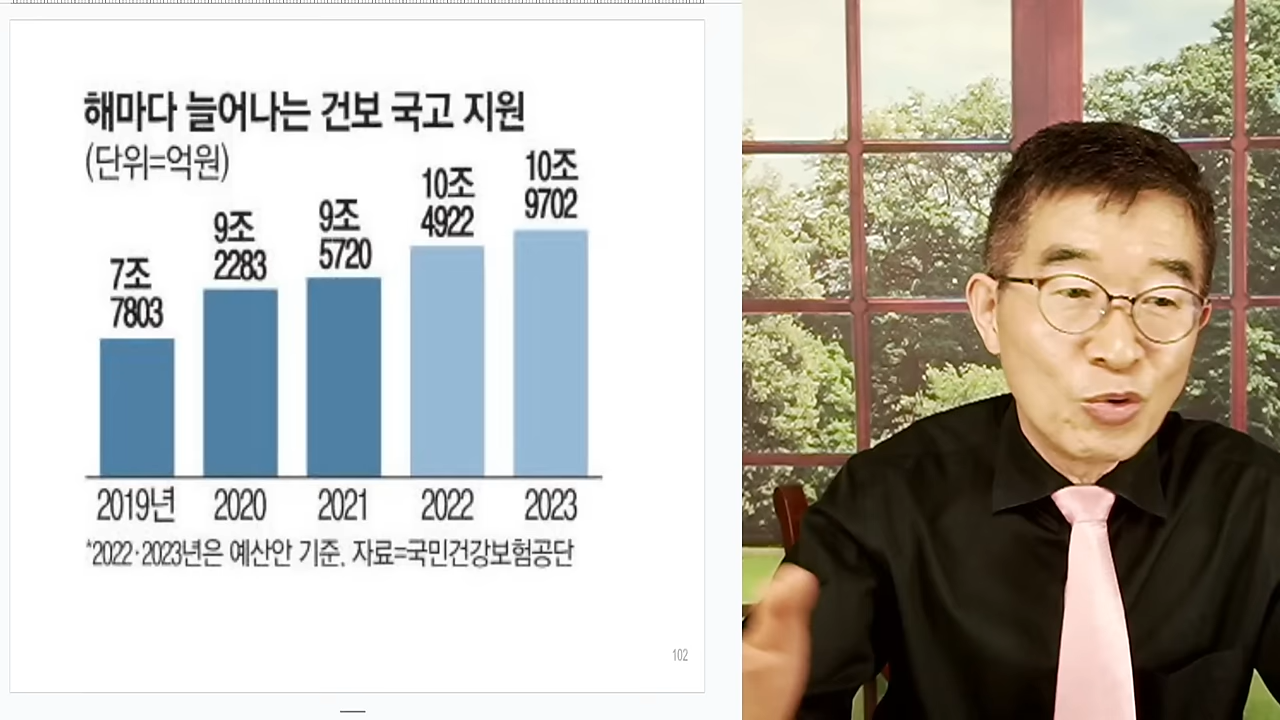 해마다 늘어나는 건보 국고 지원
(단위=억원)
7조
7803
9조
2283
9조
5720
10조
4922
10조
9702
2019년 2020 2021 2022 2023
*2022·2023년은 예산안 기준. 자료=국민건강보험공단
102